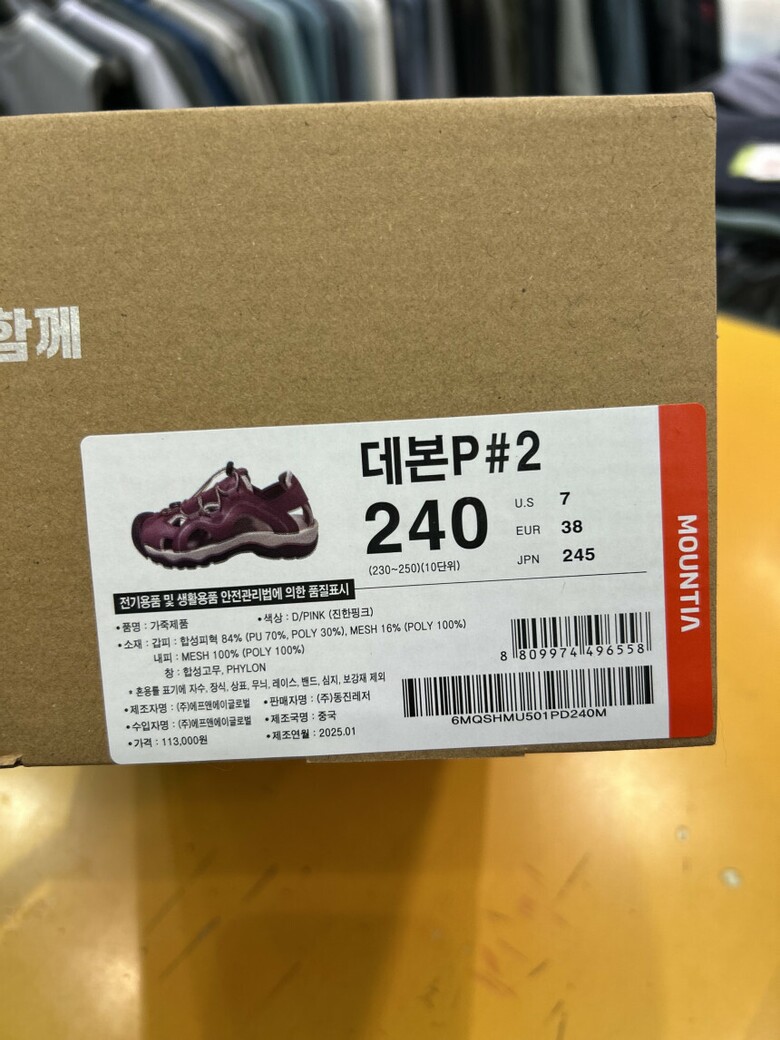 함께
데본P#2
240
(230~250)(10단위)
U.S 7
EUR 38
JPN 245
MOUNTIA
전기용품 및 생활용품 안전관리법에 의한 품질표시
•품명 : 가죽제품 •색상 : D/PINK (진한핑크)
•소재 : 갑피 : 합성피혁 84% (PU 70%, POLY 30%), MESH 16% (POLY 100%)
내피 : MESH 100% (POLY 100%)
창 : 합성고무, PHYLON
* 혼용률 표기에 자수, 장식, 상표, 무늬, 레이스, 밴드, 심지, 보강재 제외
•제조자명 : (주)에프앤에이글로벌 •판매자명 : (주)동진레저
•수입자명 : (주)에프앤에이글로벌 •제조국명 : 중국
•가격 : 113,000원 •제조연월 : 2025.01
8 809974 496558
6MQSHMU501PD240M